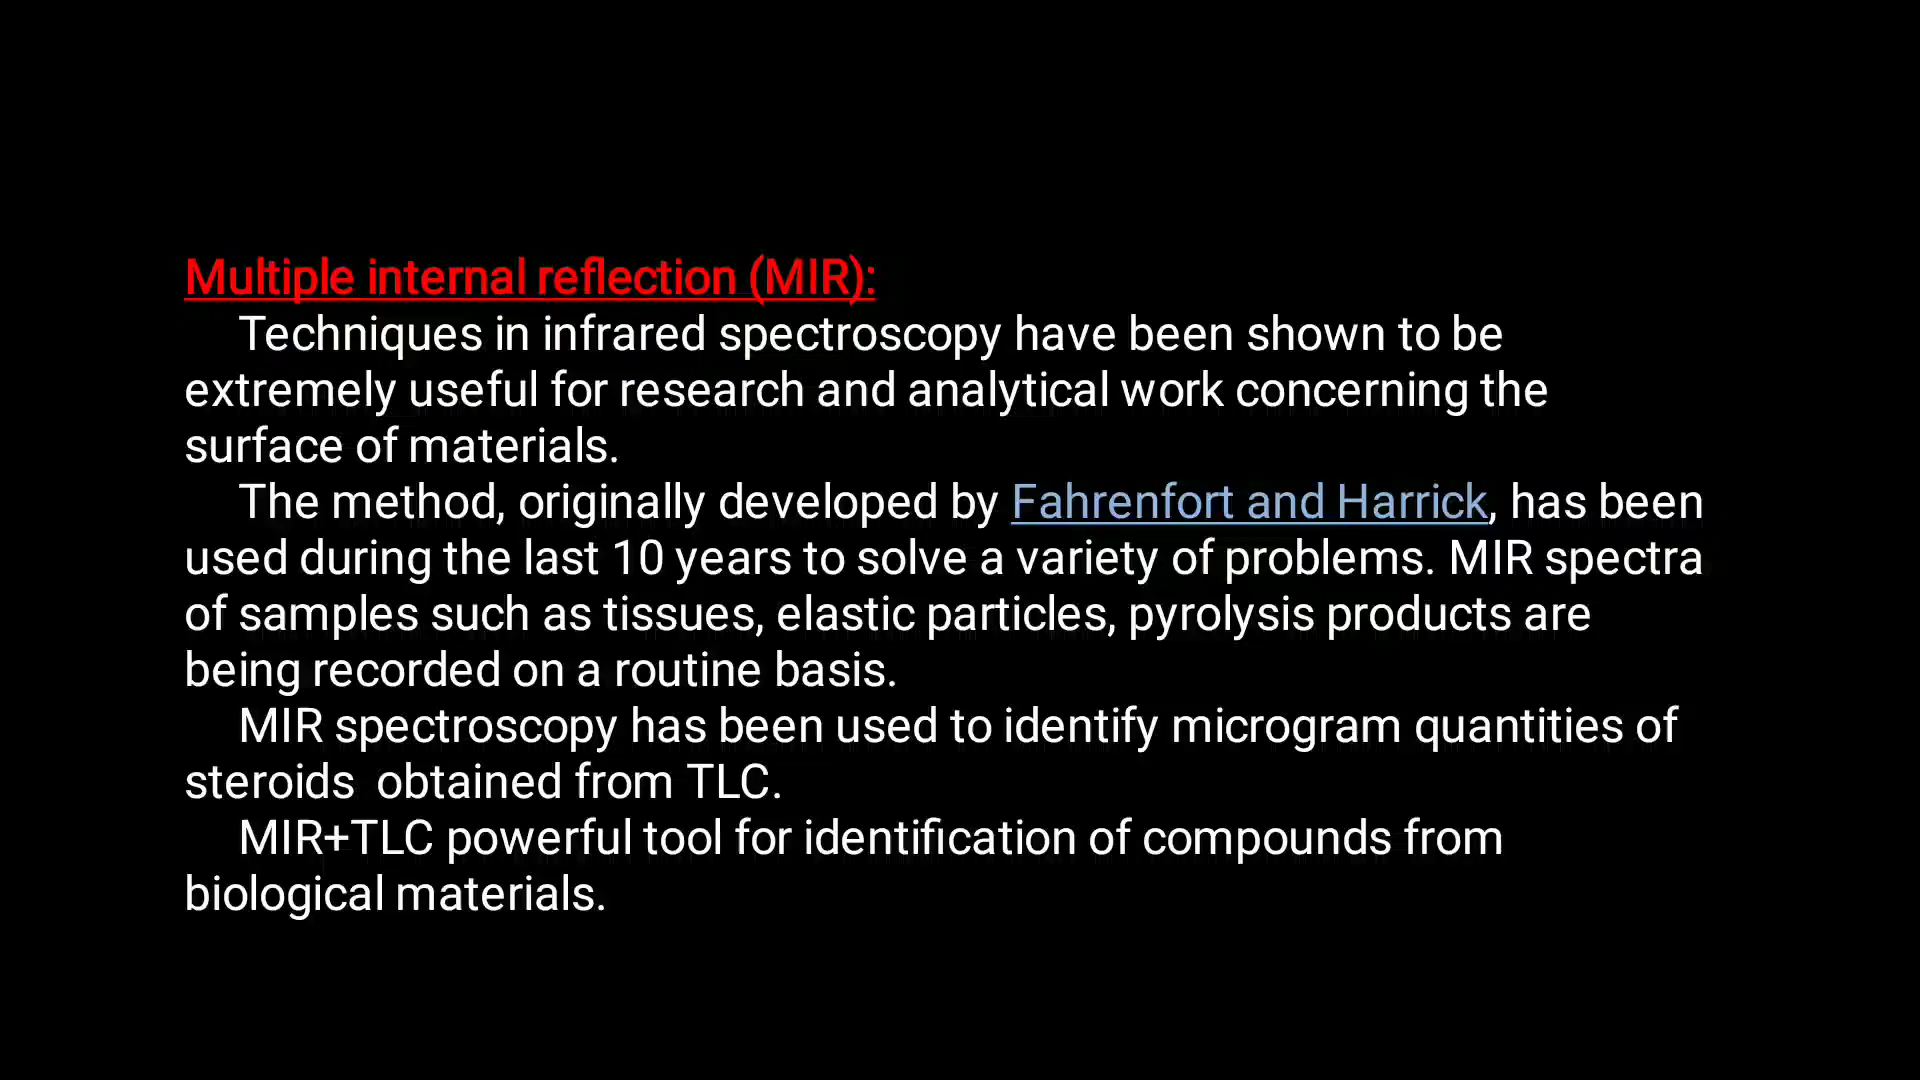 Multiple internal reflection (MIR):
Techniques in infrared spectroscopy have been shown to be
extremely useful for research and analytical work concerning the
surface of materials.
The method, originally developed by Fahrenfort and Harrick, has been
used during the last 10 years to solve a variety of problems. MIR spectra
of samples such as tissues, elastic particles, pyrolysis products are
being recorded on a routine basis.
MIR spectroscopy has been used to identify microgram quantities of
steroids  obtained from TLC.
MIR+TLC powerful tool for identification of compounds from
biological materials.